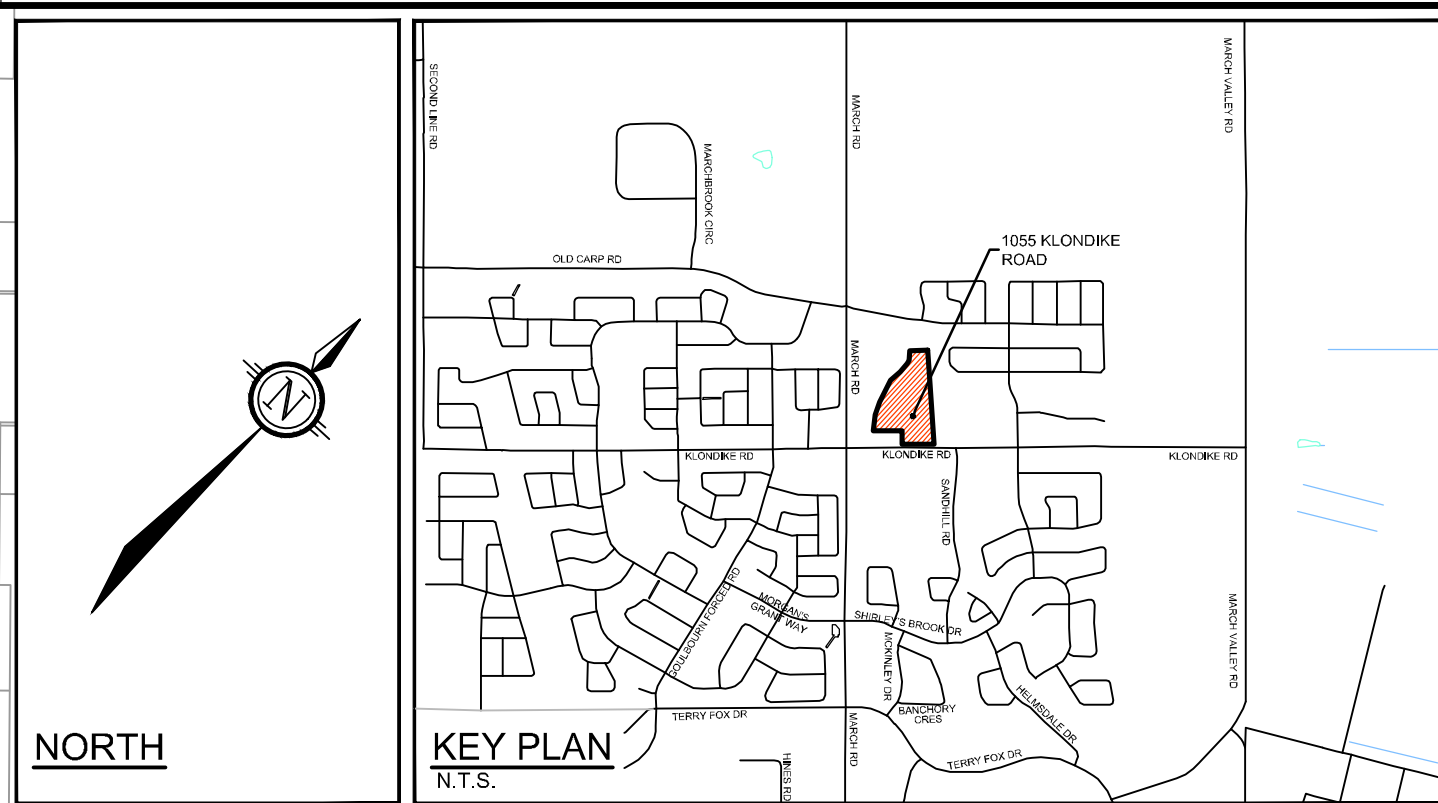 SECOND LINE RD
MARCH RD
MARCH VALLEY RD
MARCHBROOK CIRC
1055 KLONDIKE
ROAD
OLD CARP RD
MARCH RD
KLONDIKE RD
KLONDIKE RD
KLONDIKE RD
SANDHILL RD
GOULBOURN FORCED RD
MORGAN'S
GRANT WAY
SHIRLEY'S BROOK DR
MARCH VALLEY RD
MCKINLEY DR
BANCHORY
CRES
HELMSDALE DR
TERRY FOX DR
MARCH RD
TERRY FOX DR
HINES RD
N
NORTH
KEY PLAN
N.T.S.